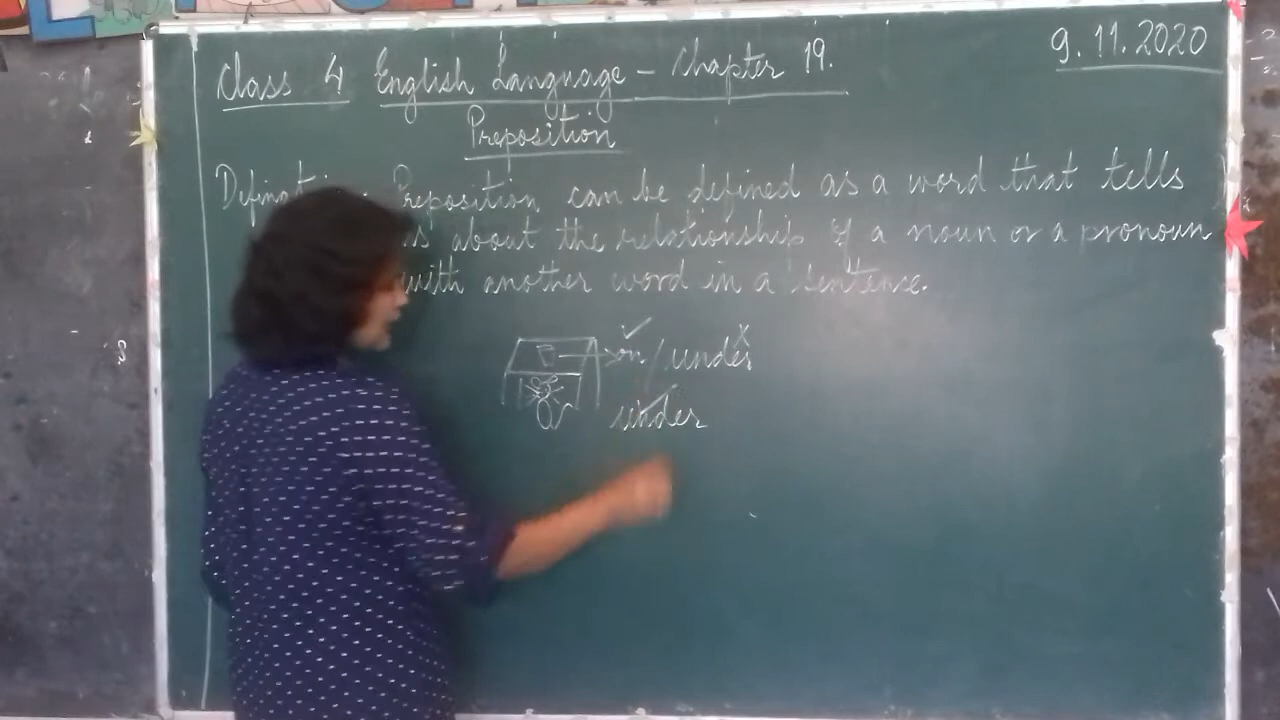 Class 4 English Language - Chapter 19.
9.11.2020
Preposition
Preposition can be defined as a word that tells
about the relationship of a noun or a pronoun
with another word in a sentence.
on/under
under